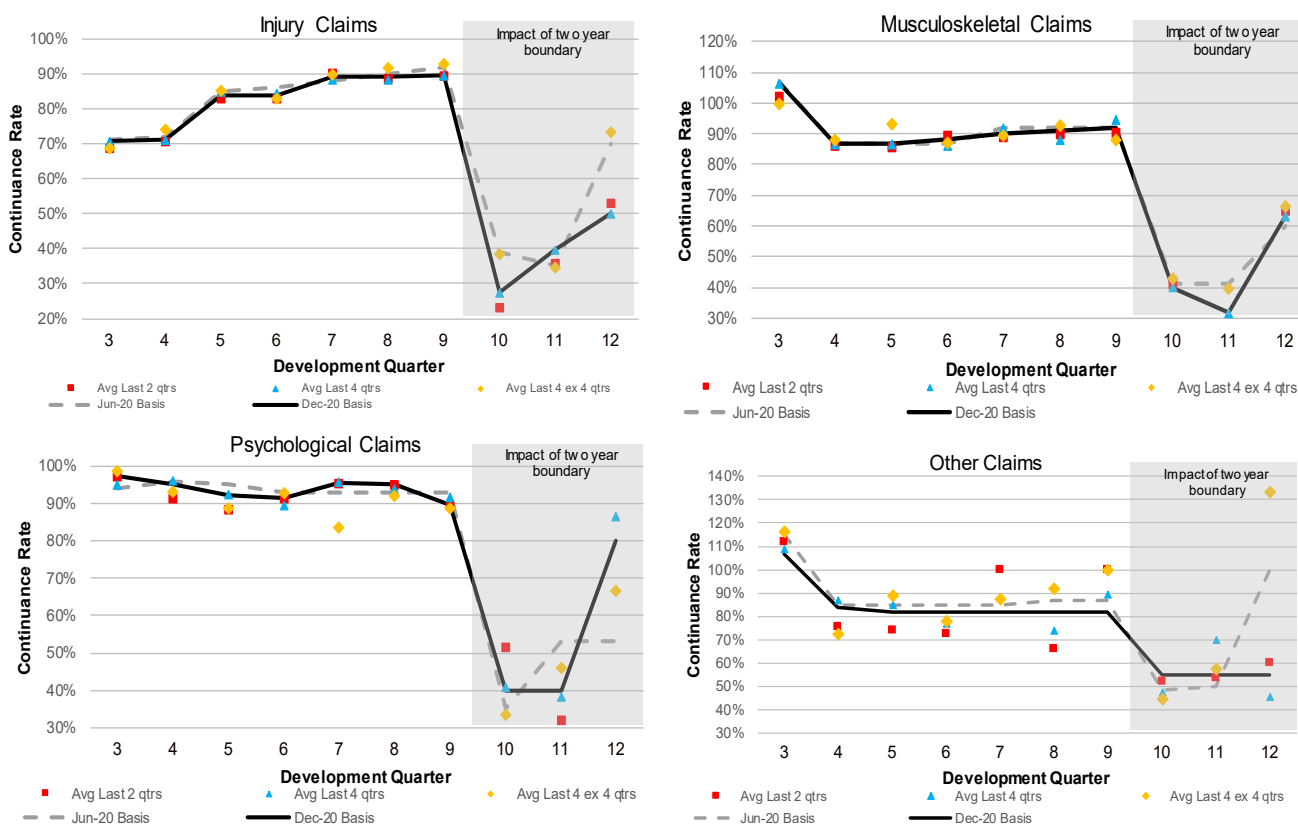 Injury Claims
Impact of two year
boundary
Continuance Rate
100%
90%
80%
70%
60%
50%
40%
30%
20%
3 4 5 6 7 8 9 10 11 12
Development Quarter
Avg Last 2 qtrs Avg Last 4 qtrs Avg Last 4 ex 4 qtrs
Jun-20 Basis Dec-20 Basis
Musculoskeletal Claims
Impact of two year
boundary
Continuance Rate
120%
110%
100%
90%
80%
70%
60%
50%
40%
30%
3 4 5 6 7 8 9 10 11 12
Development Quarter
Avg Last 2 qtrs Avg Last 4 qtrs Avg Last 4 ex 4 qtrs
Jun-20 Basis Dec-20 Basis
Psychological Claims
Impact of two year
boundary
Continuance Rate
100%
90%
80%
70%
60%
50%
40%
30%
3 4 5 6 7 8 9 10 11 12
Development Quarter
Avg Last 2 qtrs Avg Last 4 qtrs Avg Last 4 ex 4 qtrs
Jun-20 Basis Dec-20 Basis
Other Claims
Impact of two year
boundary
Continuance Rate
140%
130%
120%
110%
100%
90%
80%
70%
60%
50%
40%
30%
3 4 5 6 7 8 9 10 11 12
Development Quarter
Avg Last 2 qtrs Avg Last 4 qtrs Avg Last 4 ex 4 qtrs
Jun-20 Basis Dec-20 Basis